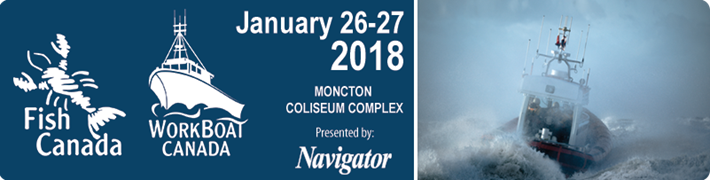 Fish
Canada
WORKBOAT
CANADA
January 26-27
2018
MONCTON
COLISEUM COMPLEX
Presented by:
Navigator